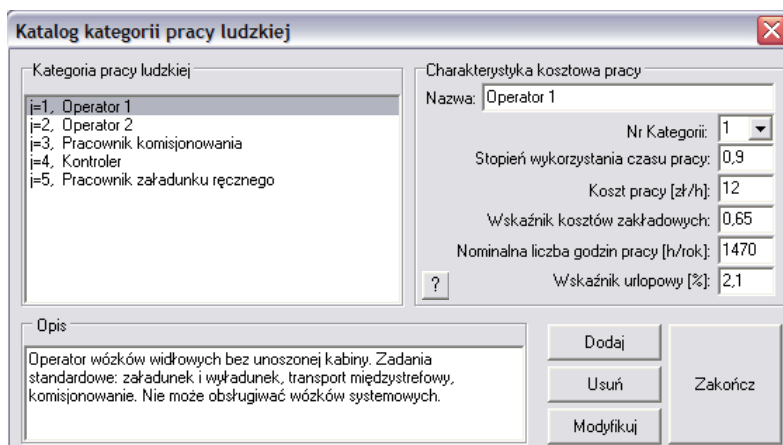 Katalog kategorii pracy ludzkiej
Kategoria pracy ludzkiej
j=1, Operator 1
j=2, Operator 2
j=3, Pracownik komisjonowania
j=4, Kontroler
j=5, Pracownik załadunku ręcznego
Charakterystyka kosztowa pracy
Nazwa: Operator 1
Nr Kategorii: 1
Stopień wykorzystania czasu pracy: 0,9
Koszt pracy [zł/h]: 12
Wskaźnik kosztów zakładowych: 0,65
Nominalna liczba godzin pracy [h/rok]: 1470
? Wskaźnik urlopowy [%]: 2,1
Opis
Operator wózków widłowych bez unoszonej kabiny. Zadania
standardowe: załadunek i wyładunek, transport międzystrefowy,
komisjonowanie. Nie może obsługiwać wózków systemowych.
Dodaj
Usuń
Modyfikuj
Zakończ